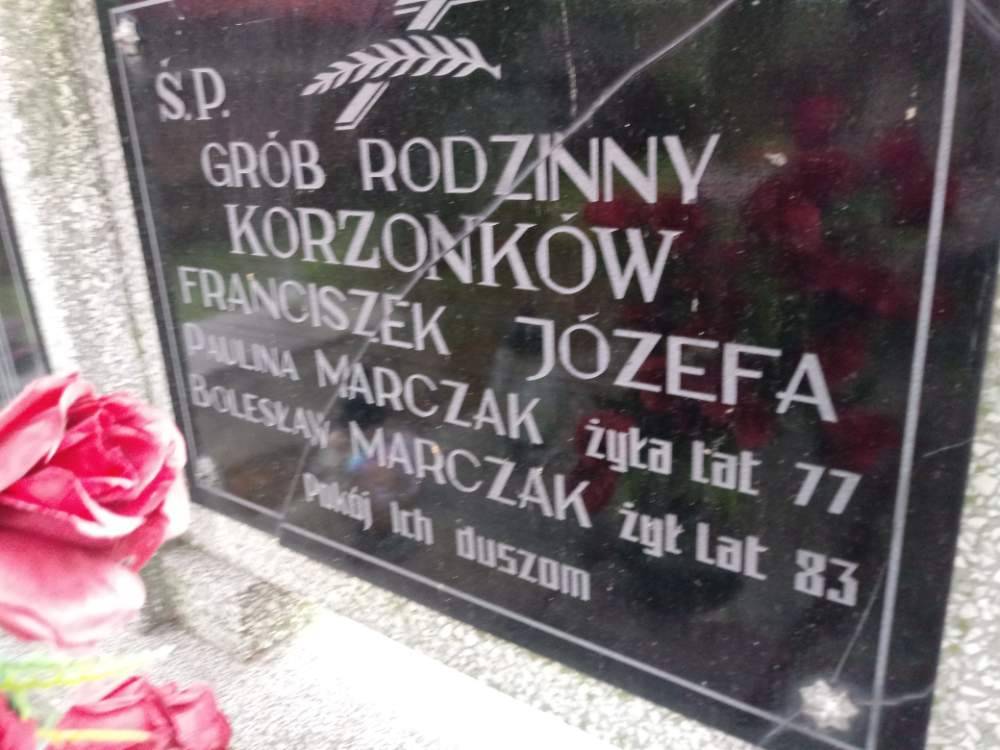 Ś.P.
GRÓB RODZINNY
KORZONKÓW
FRANCISZEK JÓZEFA
PAULINA MARCZAK żyła lat 77
BOLESŁAW MARCZAK żył lat 83
Pokój Ich duszom